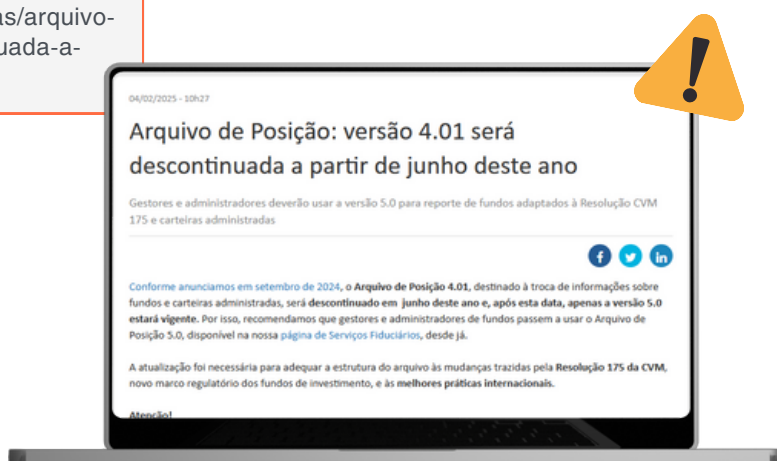 as/arquivo-
uada-a-
04/02/2025 - 10h27
Arquivo de Posição: versão 4.01 será
descontinuada a partir de junho deste ano
Gestores e administradores deverão usar a versão 5.0 para reporte de fundos adaptados à Resolução CVM
175 e carteiras administradas
f in
Conforme anunciamos em setembro de 2024, o Arquivo de Posição 4.01, destinado à troca de informações sobre
fundos e carteiras administradas, será descontinuado em junho deste ano e, após esta data, apenas a versão 5.0
estará vigente. Por isso, recomendamos que gestores e administradores de fundos passem a usar o Arquivo de
Posição 5.0, disponível na nossa página de Serviços Fiduciários, desde já.
A atualização foi necessária para adequar a estrutura do arquivo às mudanças trazidas pela Resolução 175 da CVM,
novo marco regulatório dos fundos de investimento, e às melhores práticas internacionais.
Atenção!